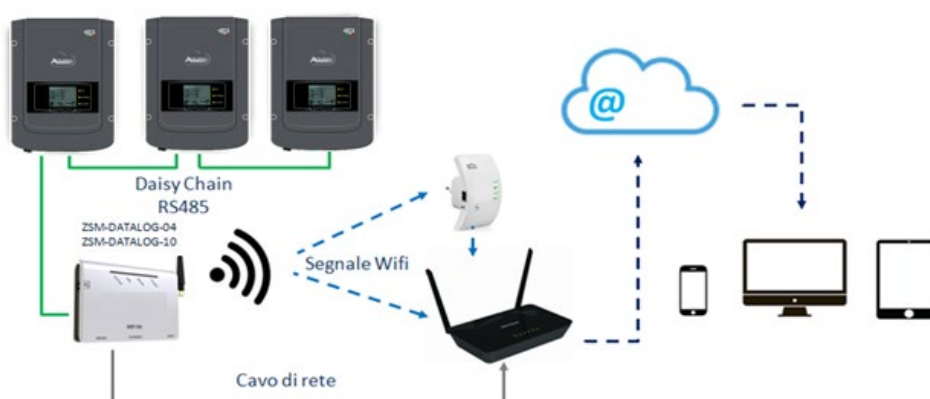 Daisy Chain
RS485
ZSM-DATALOG-04
ZSM-DATALOG-10
Segnale Wifi
@
Cavo di rete